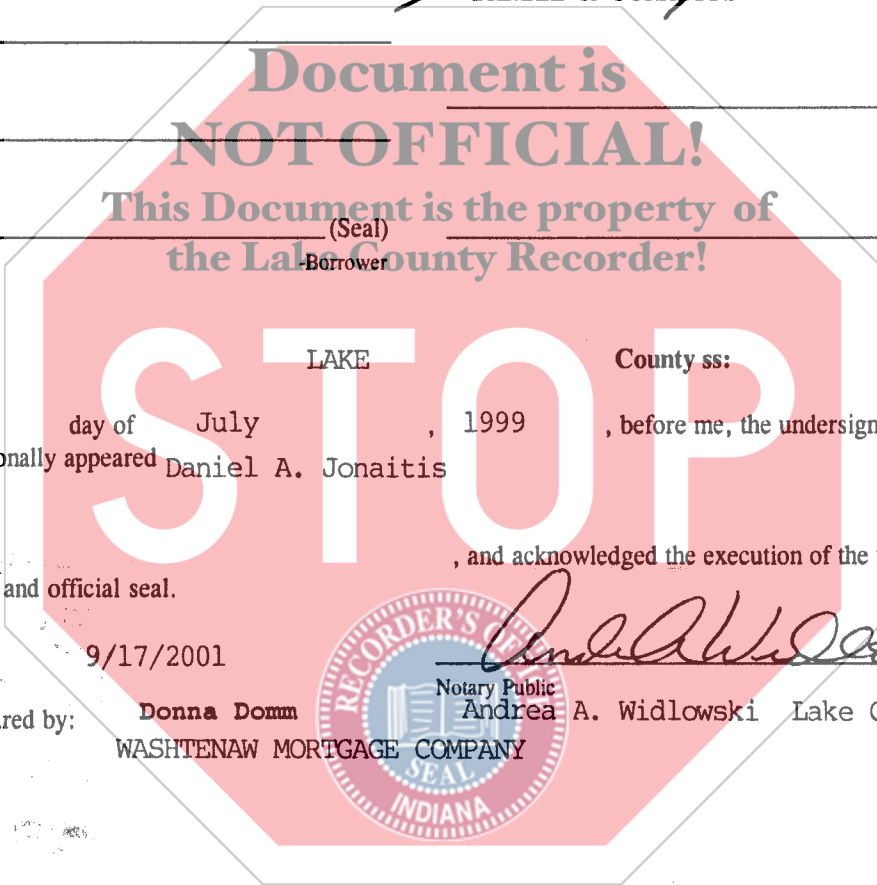 Document is
NOT OFFICIAL!
This Document is the property of
the Lake County Recorder!
(Seal)
-Borrower
STOP
LAKE County ss:
day of July , 1999 , before me, the undersign
onally appeared Daniel A. Jonaitis
, and acknowledged the execution of the
and official seal.
9/17/2001
Notary Public
ared by: Donna Domm Andrea A. Widlowski Lake C
WASHTENAW MORTGAGE COMPANY
RECORDER'S OFFICE
SEAL
INDIANA